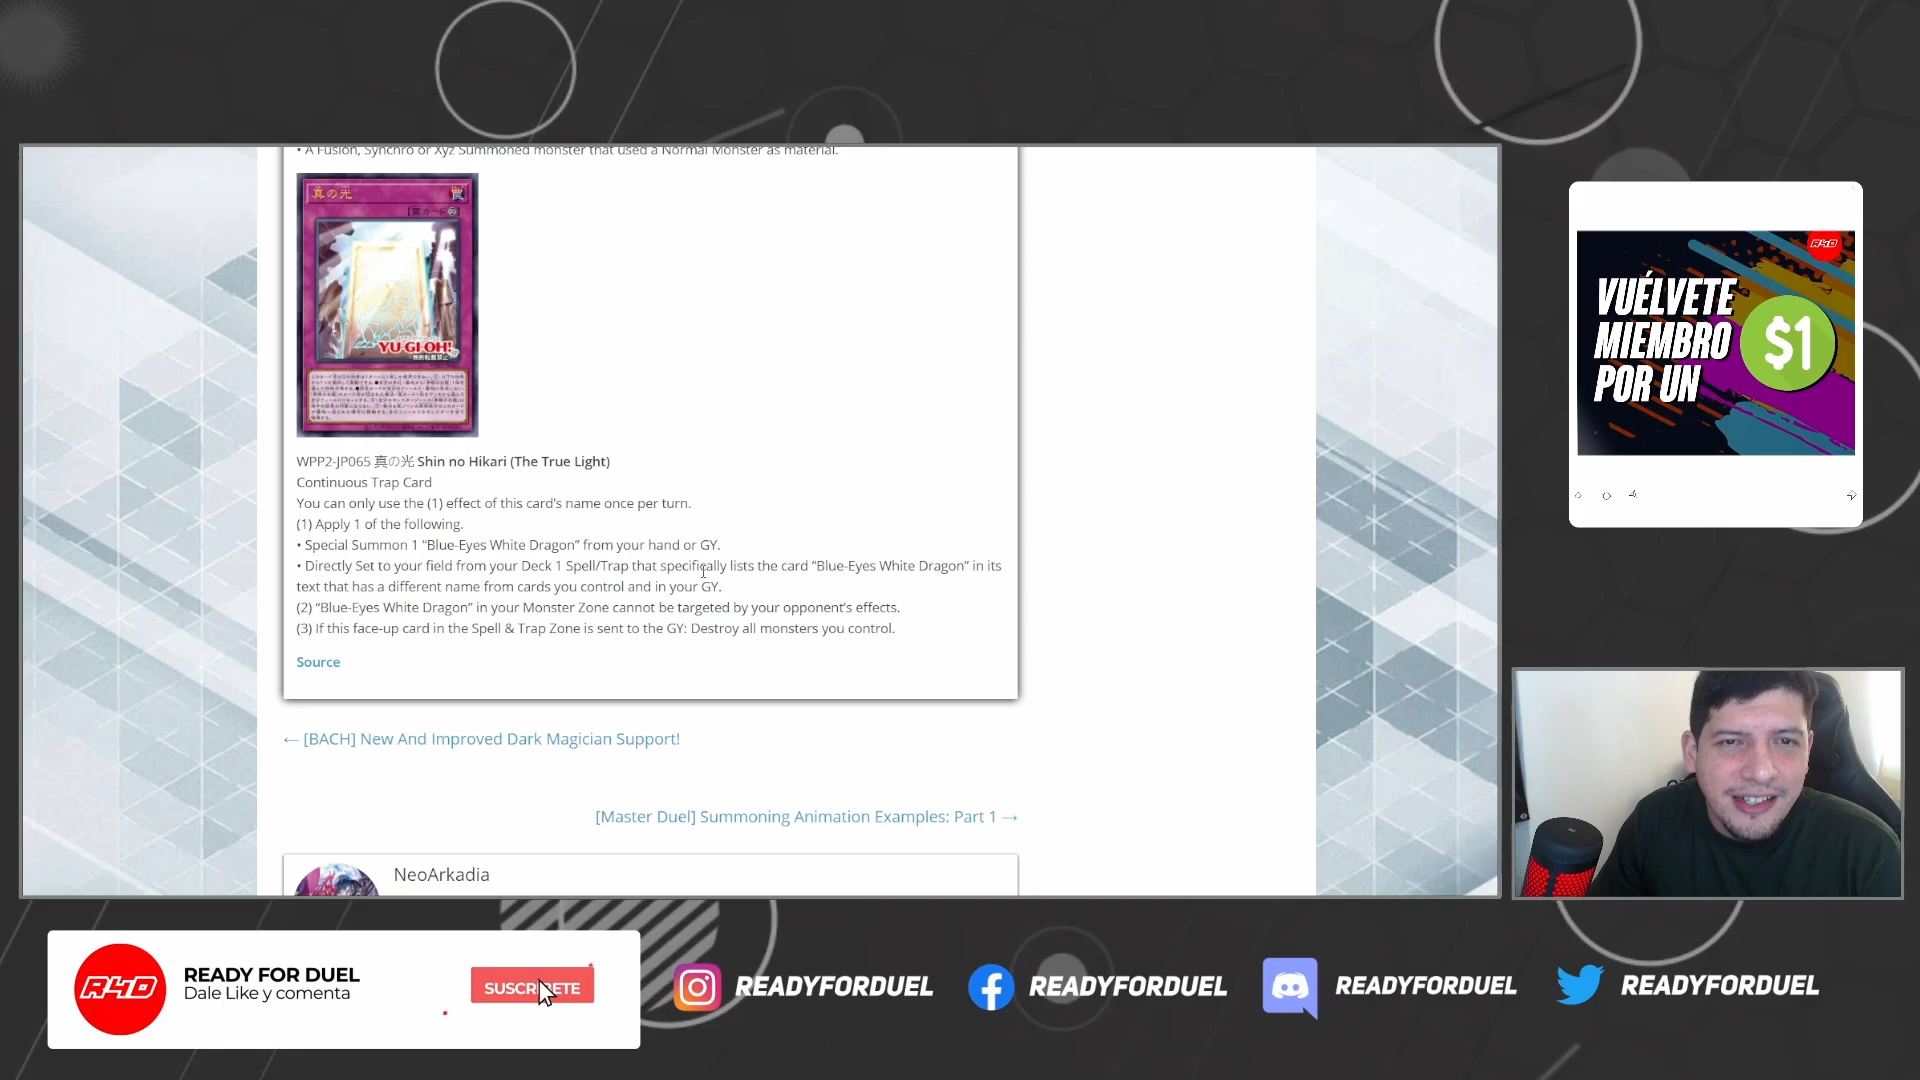 • A Fusion, Synchro or Xyz Summoned monster that used a Normal Monster as material.
真の光
罠
YU-GI-OH!
WPP2-JP065 真の光 Shin no Hikari (The True Light)
Continuous Trap Card
You can only use the (1) effect of this card’s name once per turn.
(1) Apply 1 of the following.
• Special Summon 1 “Blue-Eyes White Dragon” from your hand or GY.
• Directly Set to your field from your Deck 1 Spell/Trap that specifically lists the card “Blue-Eyes White Dragon” in its
text that has a different name from cards you control and in your GY.
(2) “Blue-Eyes White Dragon” in your Monster Zone cannot be targeted by your opponent’s effects.
(3) If this face-up card in the Spell & Trap Zone is sent to the GY: Destroy all monsters you control.
Source
← [BACH] New And Improved Dark Magician Support!
[Master Duel] Summoning Animation Examples: Part 1 →
NeoArkadia
R4D
VUÉLVETE
MIEMBRO
POR UN
$1
R4D
READY FOR DUEL
Dale Like y comenta
SUSCRÍBETE
READYFORDUEL
READYFORDUEL
READYFORDUEL
READYFORDUEL